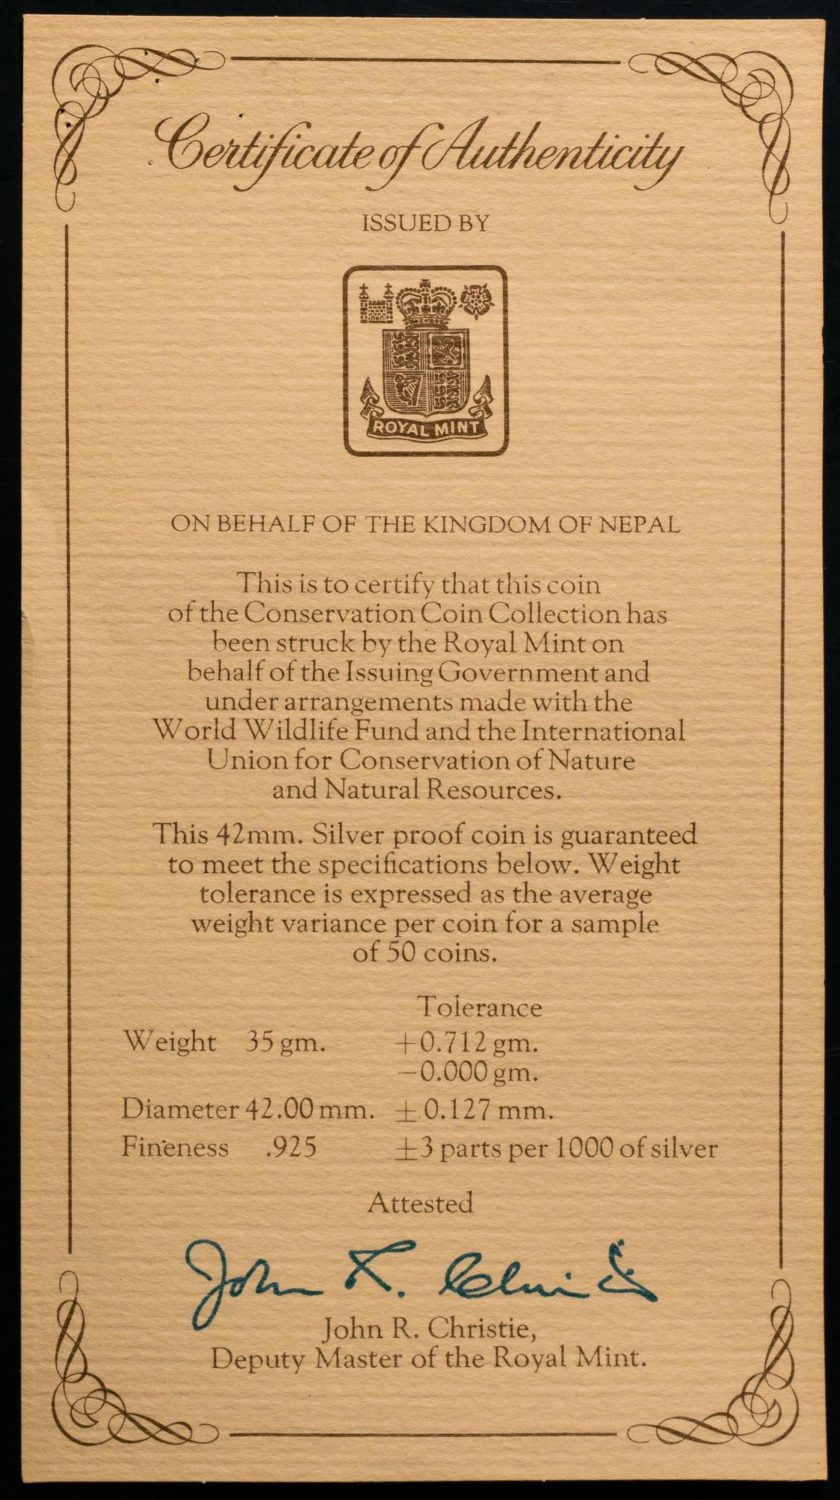 Certificate of Authenticity
ISSUED BY
ROYAL MINT
ON BEHALF OF THE KINGDOM OF NEPAL
This is to certify that this coin
of the Conservation Coin Collection has
been struck by the Royal Mint on
behalf of the Issuing Government and
under arrangements made with the
World Wildlife Fund and the International
Union for Conservation of Nature
and Natural Resources.
This 42mm. Silver proof coin is guaranteed
to meet the specifications below. Weight
tolerance is expressed as the average
weight variance per coin for a sample
of 50 coins.
Tolerance
Weight 35 gm. +0.712 gm.
−0.000 gm.
Diameter 42.00 mm. ±0.127 mm.
Fineness .925 ±3 parts per 1000 of silver
Attested
John R. Christie
John R. Christie,
Deputy Master of the Royal Mint.